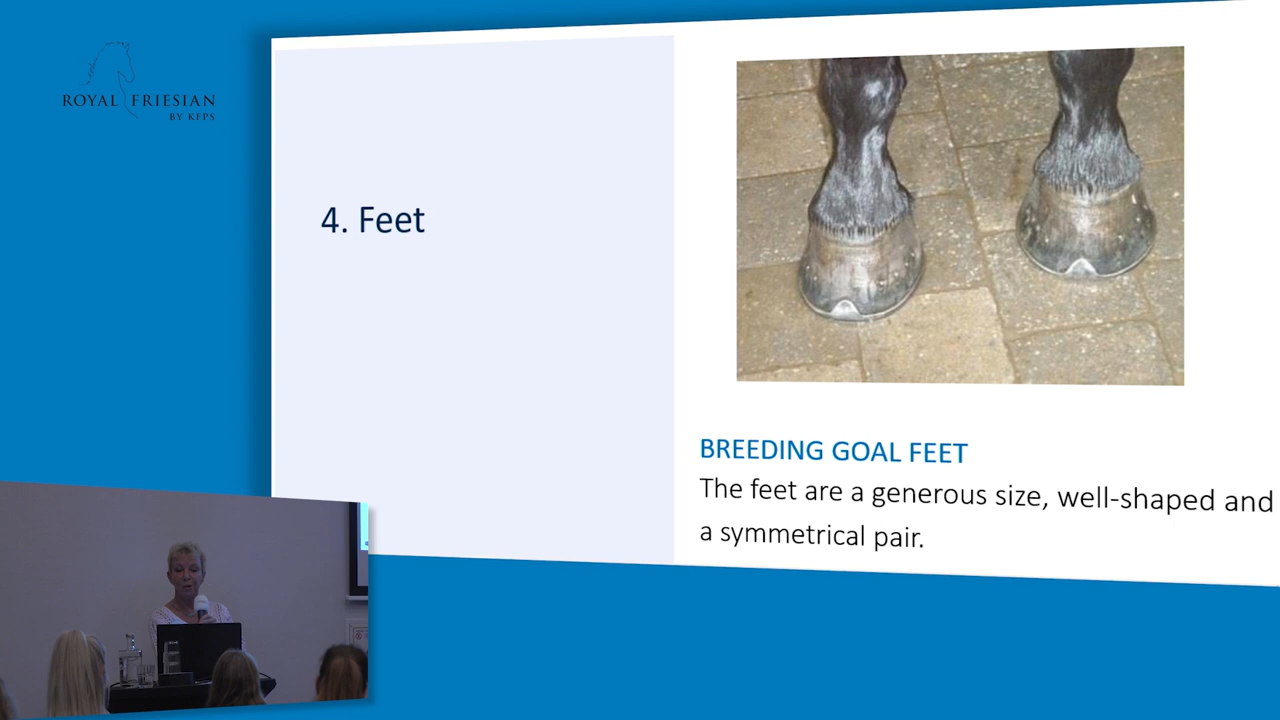 ROYAL FRIESIAN
BY KFPS
4. Feet
BREEDING GOAL FEET
The feet are a generous size, well-shaped and
a symmetrical pair.